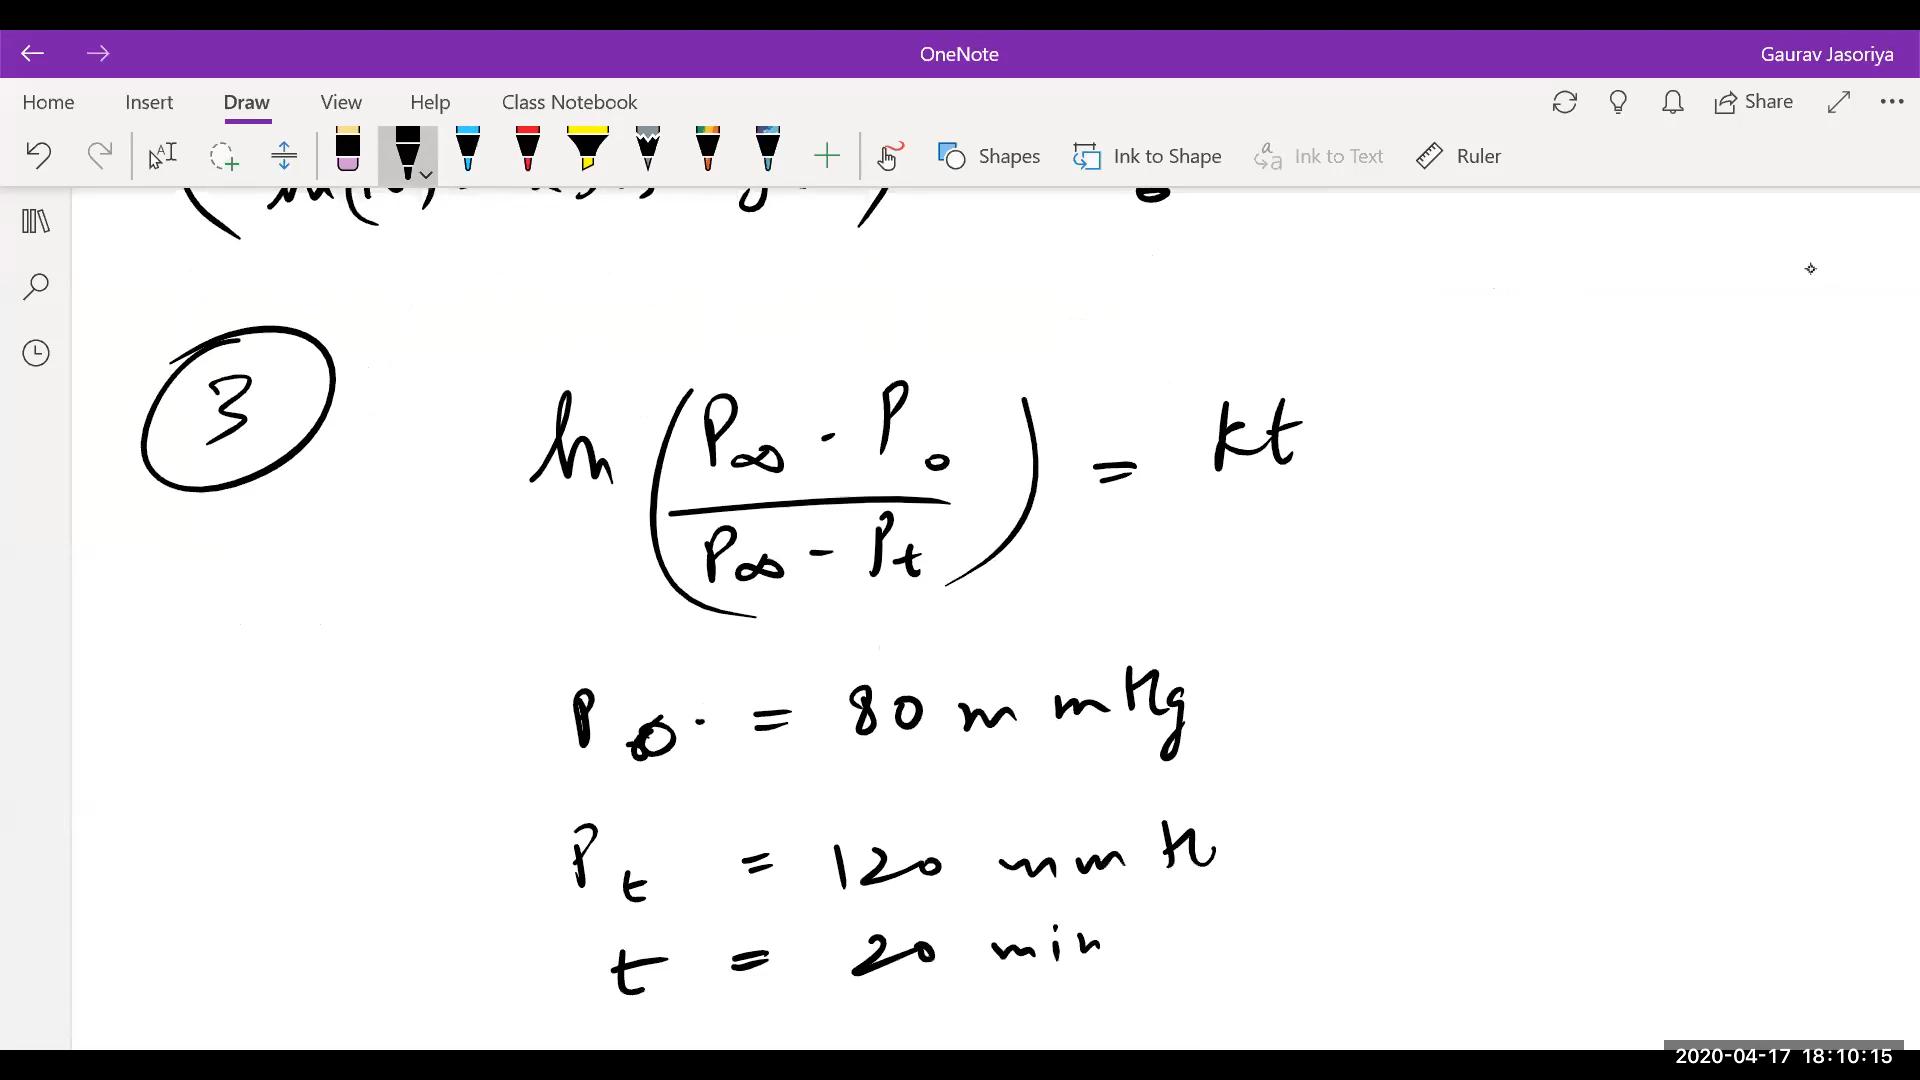 OneNote
Gaurav Jasoriya
Home Insert Draw View Help Class Notebook
Share
Shapes Ink to Shape Ink to Text Ruler
3
ln(P∞ - P₀ / P∞ - Pt) = kt
P₀ = 80 mmHg
Pt = 120 mmH
t = 20 min
2020-04-17 18:10:15